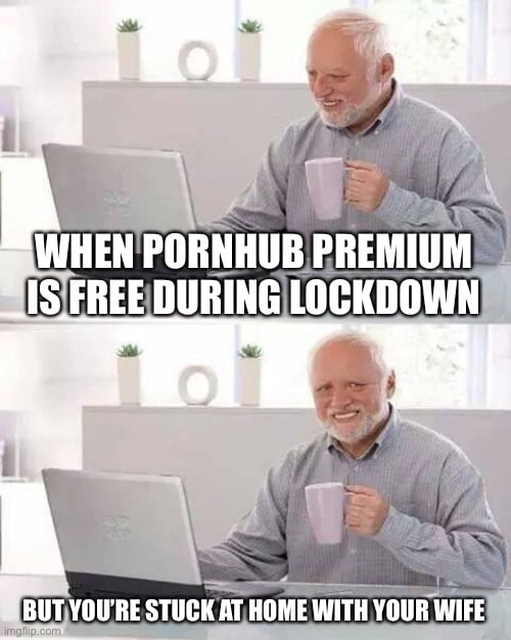 WHEN PORNHUB PREMIUM
IS FREE DURING LOCKDOWN
BUT YOU'RE STUCK AT HOME WITH YOUR WIFE
imgflip.com